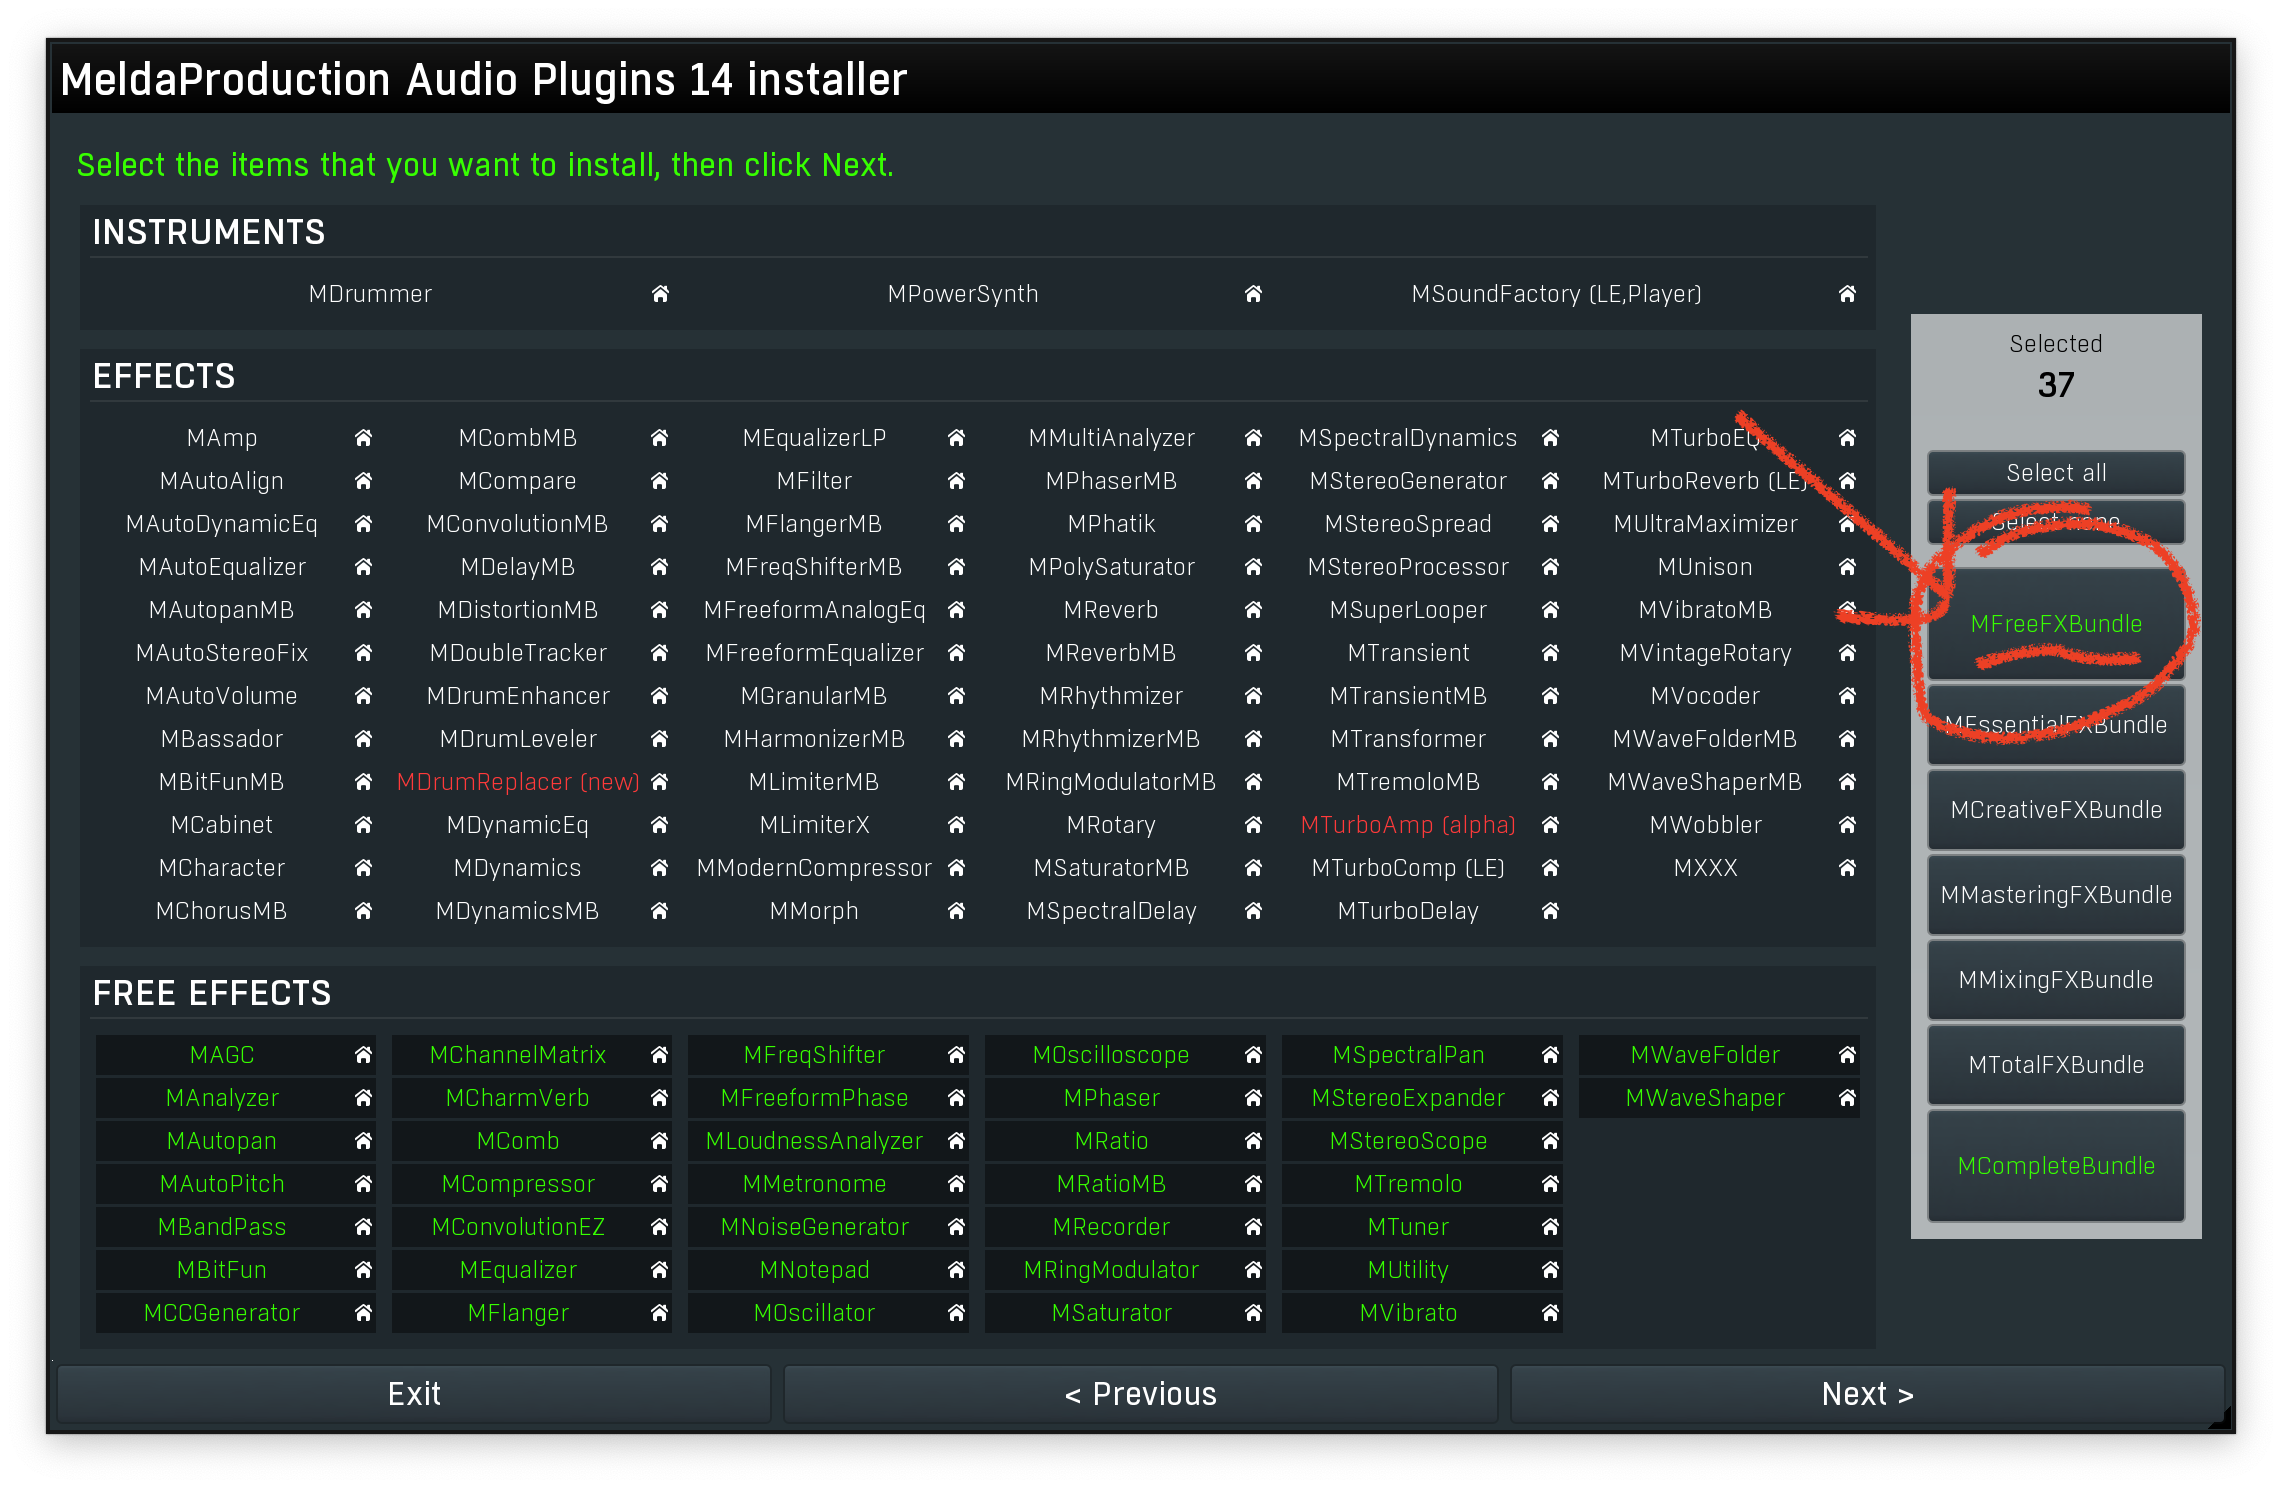 MeldaProduction Audio Plugins 14 installer
Select the items that you want to install, then click Next.
INSTRUMENTS
MDrummer MPowerSynth MSoundFactory (LE,Player)
EFFECTS
MAmp MCombMB MEqualizerLP MMultiAnalyzer MSpectralDynamics MTurboEQ
MAutoAlign MCompare MFilter MPhaserMB MStereoGenerator MTurboReverb (LE)
MAutoDynamicEq MConvolutionMB MFlangerMB MPhatik MStereoSpread MUltraMaximizer
MAutoEqualizer MDelayMB MFreqShifterMB MPolySaturator MStereoProcessor MUnison
MAutopanMB MDistortionMB MFreeformAnalogEq MReverb MSuperLooper MVibratoMB
MAutoStereoFix MDoubleTracker MFreeformEqualizer MReverbMB MTransient MVintageRotary
MAutoVolume MDrumEnhancer MGranularMB MRhythmizer MTransientMB MVocoder
MBassador MDrumLeveler MHarmonizerMB MRhythmizerMB MTransformer MWaveFolderMB
MBitFunMB MDrumReplacer (new) MLimiterMB MRingModulatorMB MTremoloMB MWaveShaperMB
MCabinet MDynamicEq MLimiterX MRotary MTurboAmp (alpha) MWobbler
MCharacter MDynamics MModernCompressor MSaturatorMB MTurboComp (LE) MXXX
MChorusMB MDynamicsMB MMorph MSpectralDelay MTurboDelay
FREE EFFECTS
MAGC MChannelMatrix MFreqShifter MOscilloscope MSpectralPan MWaveFolder
MAnalyzer MCharmVerb MFreeformPhase MPhaser MStereoExpander MWaveShaper
MAutopan MComb MLoudnessAnalyzer MRatio MStereoScope
MAutoPitch MCompressor MMetronome MRatioMB MTremolo
MBandPass MConvolutionEZ MNoiseGenerator MRecorder MTuner
MBitFun MEqualizer MNotepad MRingModulator MUtility
MCCGenerator MFlanger MOscillator MSaturator MVibrato
Selected
37
Select all
Select none
MFreeFXBundle
MEssentialFXBundle
MCreativeFXBundle
MMasteringFXBundle
MMixingFXBundle
MTotalFXBundle
MCompleteBundle
Exit < Previous Next >